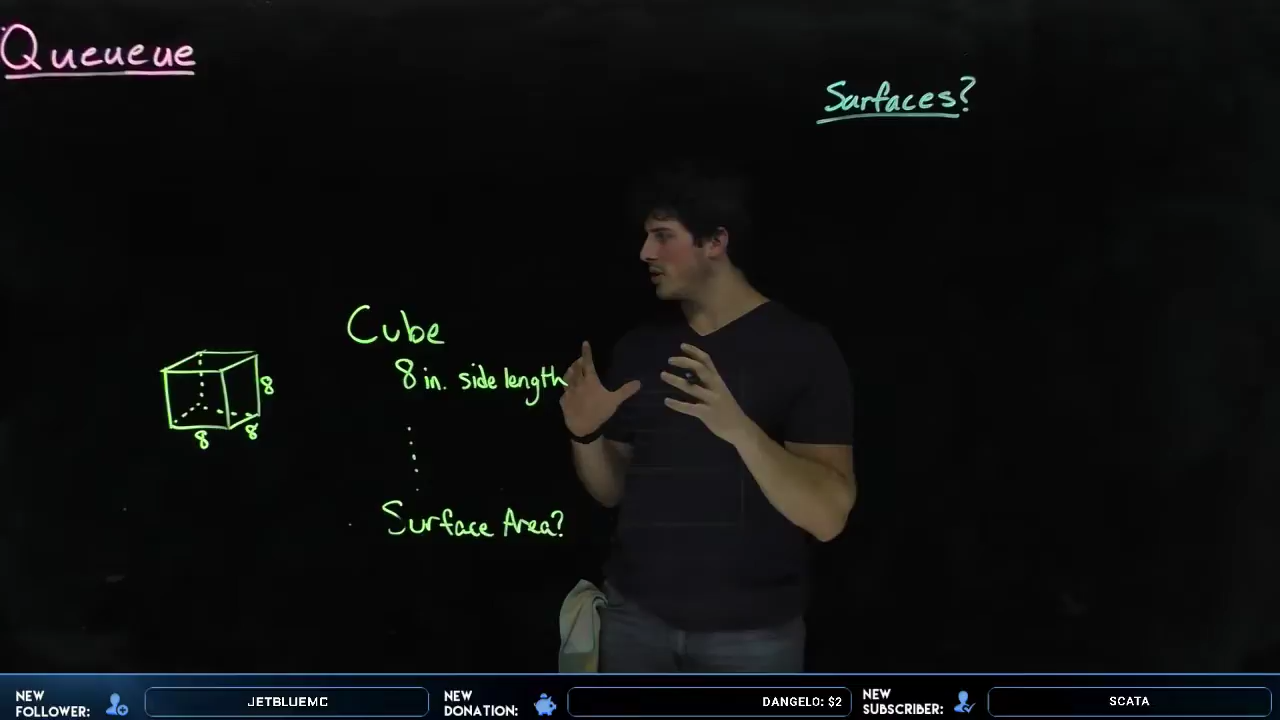 Queueue
Surfaces?
Cube
8 in. side length
8
8
8
Surface Area?
NEW FOLLOWER:
JETBLUEMC
NEW DONATION:
DANGELO: $2
NEW SUBSCRIBER:
SCATA